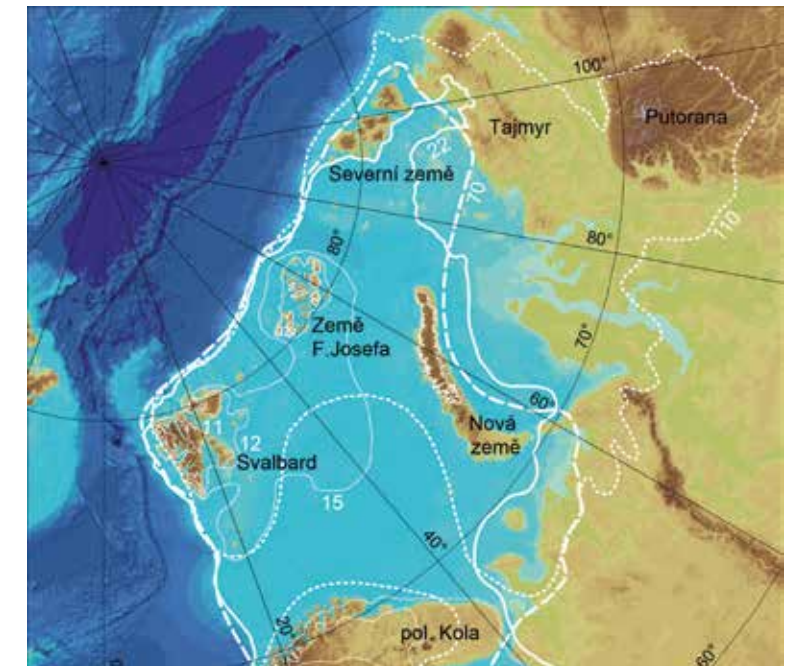 100°
Putorana
Tajmyr
22
Severní země
70
110
80°
80°
Země
F.Josefa
70°
60°
Nová
země
11
12
Svalbard
15
40°
20°
pol. Kola
60°
0°